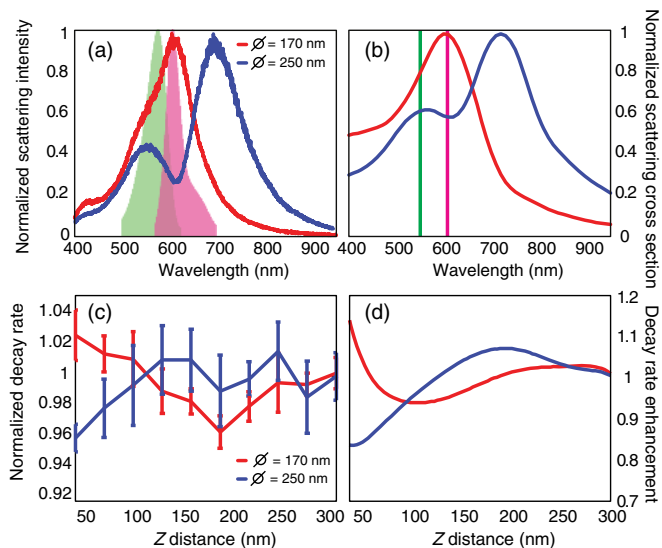 Normalized scattering intensity
1
0.8
0.6
0.4
0.2
0
(a)
Ø = 170 nm
Ø = 250 nm
400 500 600 700 800 900
Wavelength (nm)
(b)
1
0.8
0.6
0.4
0.2
0
400 500 600 700 800 900
Wavelength (nm)
Normalized scattering cross section
Normalized decay rate
1.04
1.02
1
0.98
0.96
0.94
0.92
(c)
Ø = 170 nm
Ø = 250 nm
50 100 150 200 250 300
Z distance (nm)
(d)
1.2
1.1
1
0.9
0.8
0.7
50 100 150 200 250 300
Z distance (nm)
Decay rate enhancement